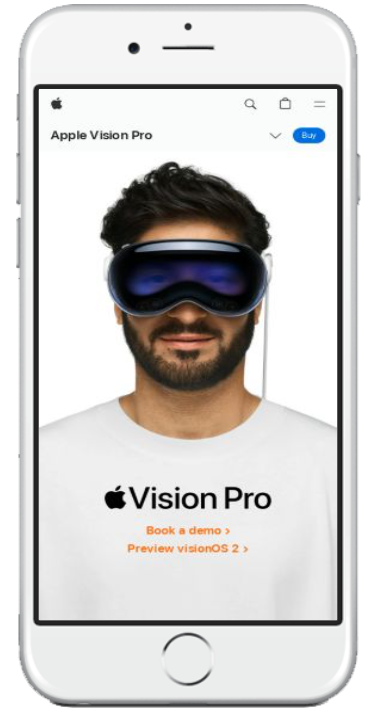 Apple Vision Pro
Buy
Vision Pro
Book a demo >
Preview visionOS 2 >